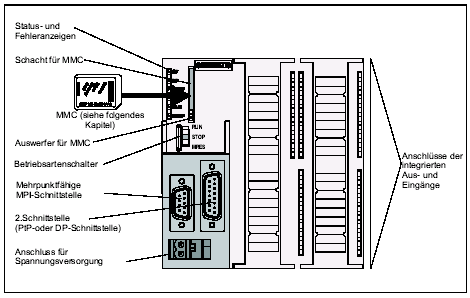 Status- und
Fehleranzeigen
Schacht für MMC
MMC (siehe folgendes
Kapitel)
Auswerfer für MMC
RUN
STOP
MRES
Betriebsartenschalter
Mehrpunktfähige
MPI-Schnittstelle
2.Schnittstelle
(PtP-oder DP-Schnittstelle)
Anschluss für
Spannungsversorgung
Anschlüsse der
integrierten
Aus- und
Eingänge